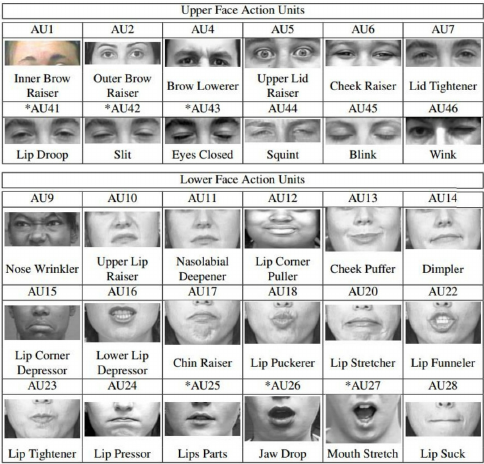 Upper Face Action Units
AU1 AU2 AU4 AU5 AU6 AU7
Inner Brow Raiser Outer Brow Raiser Brow Lowerer Upper Lid Raiser Cheek Raiser Lid Tightener
*AU41 *AU42 *AU43 AU44 AU45 AU46
Lip Droop Slit Eyes Closed Squint Blink Wink
Lower Face Action Units
AU9 AU10 AU11 AU12 AU13 AU14
Nose Wrinkler Upper Lip Raiser Nasolabial Deepener Lip Corner Puller Cheek Puffer Dimpler
AU15 AU16 AU17 AU18 AU20 AU22
Lip Corner Depressor Lower Lip Depressor Chin Raiser Lip Puckerer Lip Stretcher Lip Funneler
AU23 AU24 *AU25 *AU26 *AU27 AU28
Lip Tightener Lip Pressor Lips Parts Jaw Drop Mouth Stretch Lip Suck